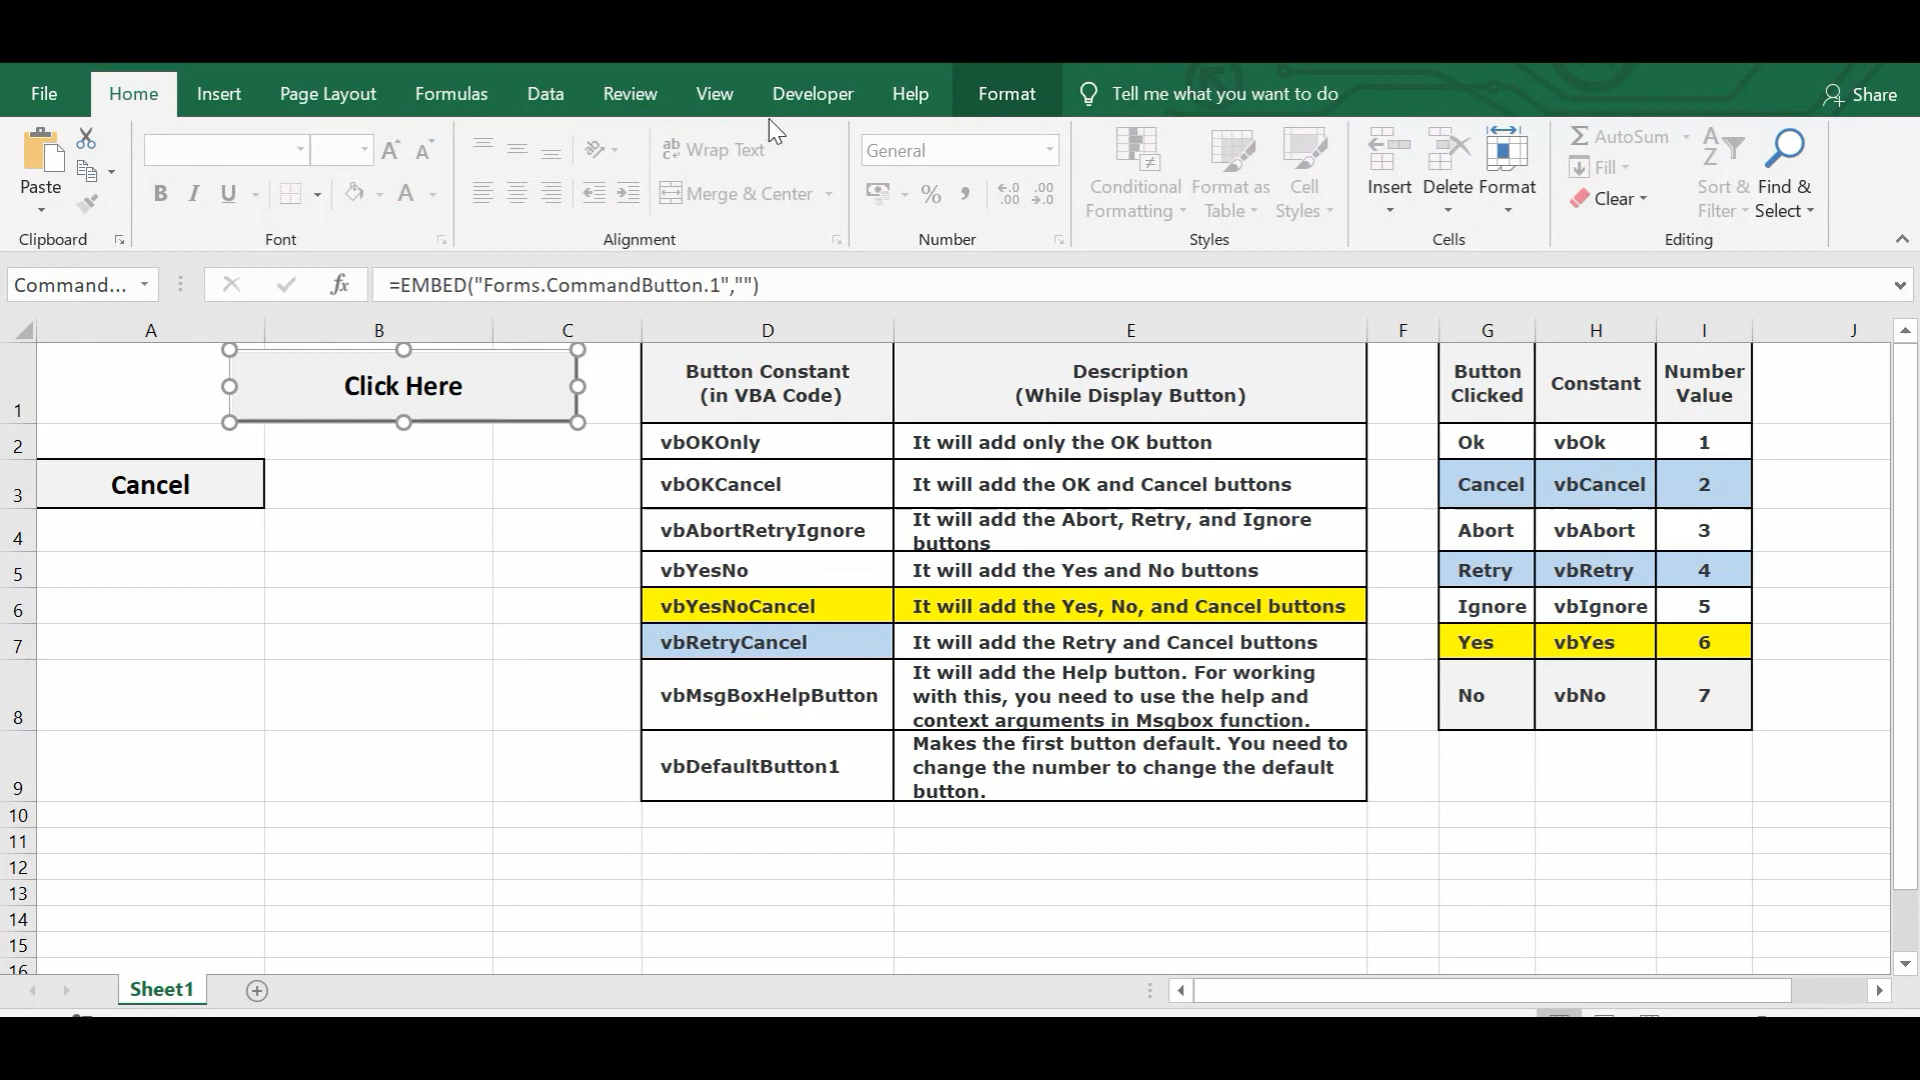 File Home Insert Page Layout Formulas Data Review View Developer Help Format Tell me what you want to do Share
Paste
Clipboard
B I U A
Font
Wrap Text
Merge & Center
Alignment
General
%
Number
Conditional
Formatting
Format as
Table
Cell
Styles
Styles
Insert
Delete
Format
Cells
AutoSum
Fill
Clear
Sort &
Filter
Find &
Select
Editing
Command... fx =EMBED("Forms.CommandButton.1","")
A B C D E F G H I J
1
Click Here
Button Constant
(in VBA Code)
Description
(While Display Button)
Button
Clicked
Constant
Number
Value
2 vbOKOnly It will add only the OK button Ok vbOk 1
3 Cancel vbOKCancel It will add the OK and Cancel buttons Cancel vbCancel 2
4 vbAbortRetryIgnore It will add the Abort, Retry, and Ignore
buttons
Abort vbAbort 3
5 vbYesNo It will add the Yes and No buttons Retry vbRetry 4
6 vbYesNoCancel It will add the Yes, No, and Cancel buttons Ignore vbIgnore 5
7 vbRetryCancel It will add the Retry and Cancel buttons Yes vbYes 6
8 vbMsgBoxHelpButton It will add the Help button. For working
with this, you need to use the help and
context arguments in Msgbox function.
No vbNo 7
9 vbDefaultButton1 Makes the first button default. You need to
change the number to change the default
button.
10
11
12
13
14
15
16
Sheet1